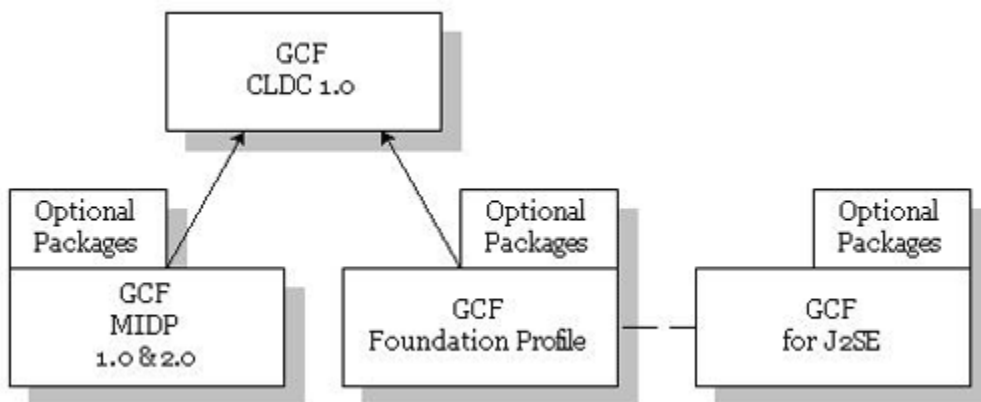 GCF
CLDC 1.0
Optional
Packages
GCF
MIDP
1.0 & 2.0
Optional
Packages
GCF
Foundation Profile
Optional
Packages
GCF
for J2SE